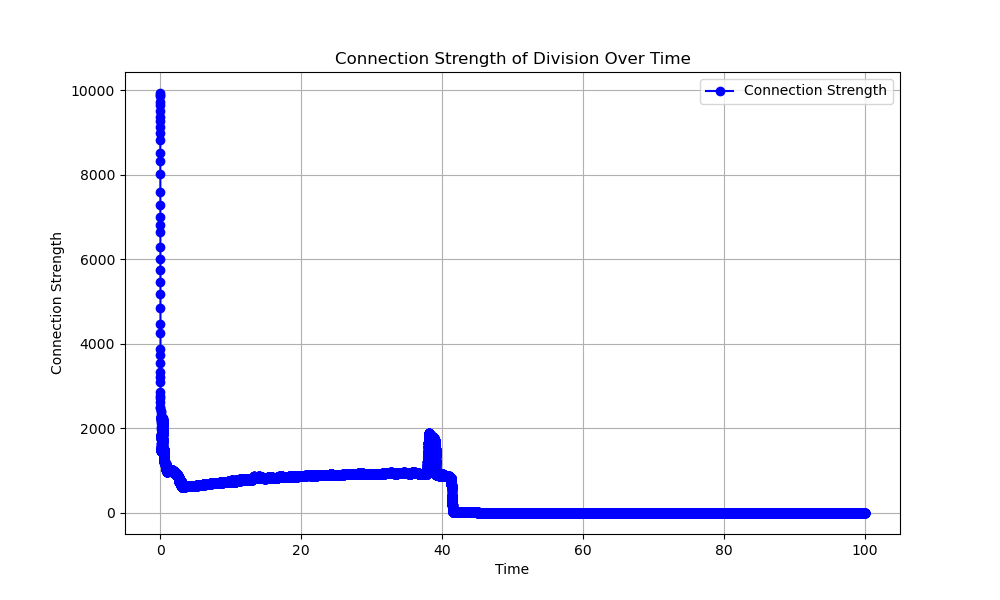 Connection Strength of Division Over Time
Connection Strength
10000
8000
6000
4000
2000
0
Connection Strength
0 20 40 60 80 100
Time